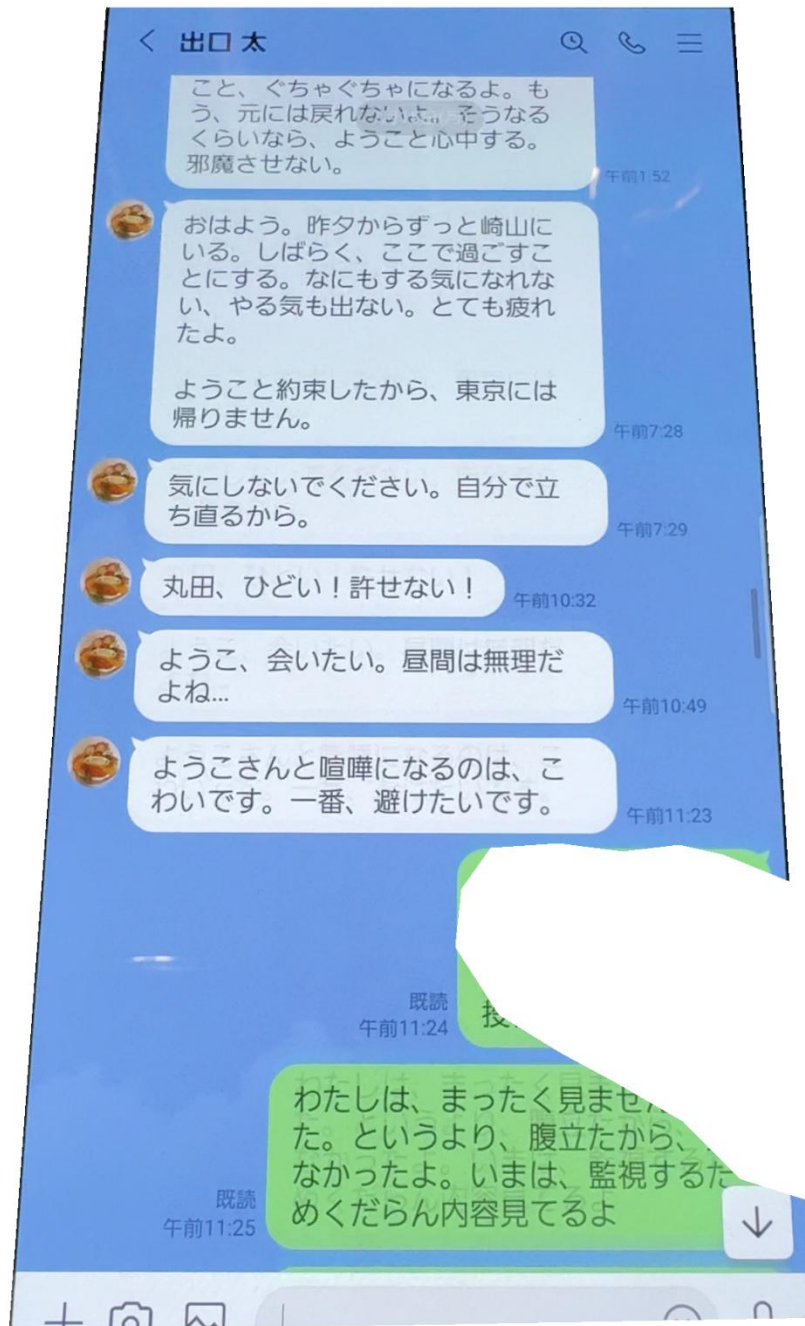 出口 太
こと、ぐちゃぐちゃになるよ。も
う、元には戻れないよ。そうなる
くらいなら、ようこと心中する。
邪魔させない。
午前1:52
おはよう。昨夕からずっと崎山に
いる。しばらく、ここで過ごすこ
とにする。なにもする気になれな
い、やる気も出ない。とても疲れ
たよ。
ようこと約束したから、東京には
帰りません。
午前7:28
気にしないでください。自分で立
ち直るから。
午前7:29
丸田、ひどい！許せない！
午前10:32
ようこ、会いたい。昼間は無理だ
よね...
午前10:49
ようこさんと喧嘩になるのは、こ
わいです。一番、避けたいです。
午前11:23
授
既読
午前11:24
わたしは、まったく見ませ
た。というより、腹立たから、
なかったよ。いまは、監視するた
めくだらん内容見てるよ
既読
午前11:25